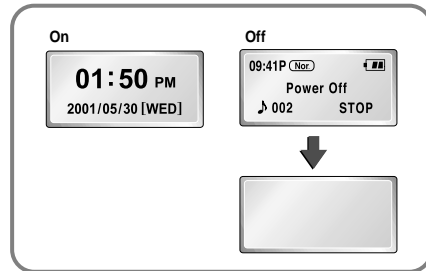 On
01:50 PM
2001/05/30 [WED]
Off
09:41P Nor.
Power Off
002 STOP